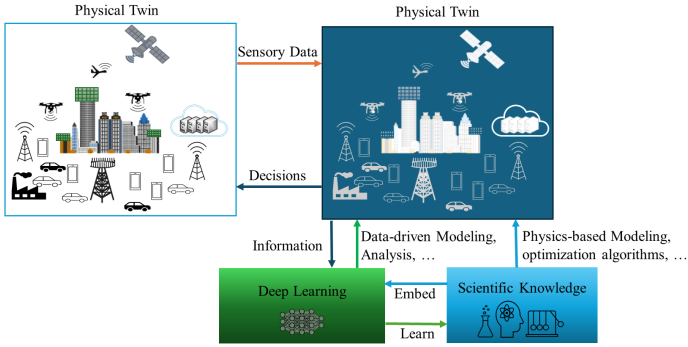 Physical Twin
Physical Twin
Sensory Data
Decisions
Information
Data-driven Modeling,
Analysis, ...
Physics-based Modeling,
optimization algorithms, ...
Deep Learning
Embed
Scientific Knowledge
Learn